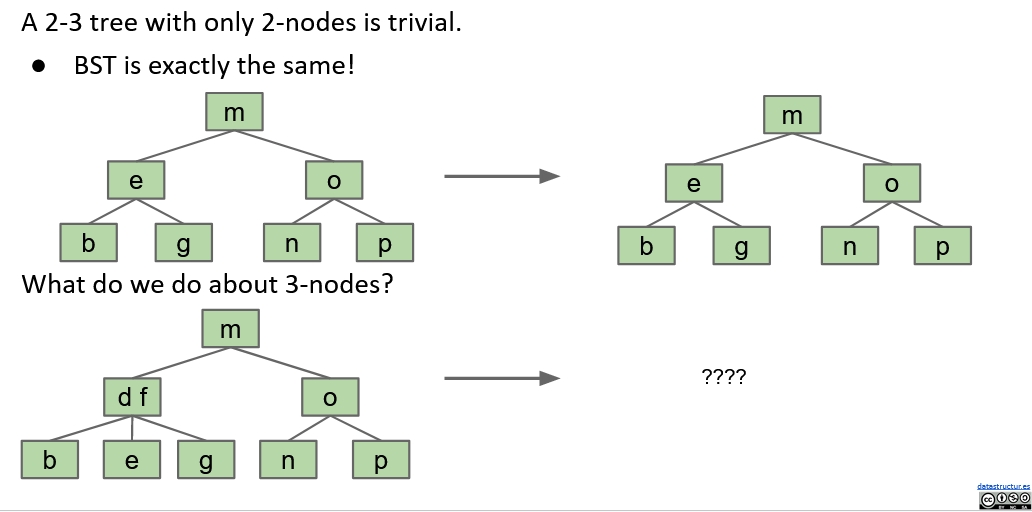 A 2-3 tree with only 2-nodes is trivial.
● BST is exactly the same!
m
m
e
o
e
o
b
g
n
p
b
g
n
p
What do we do about 3-nodes?
m
????
d f
o
b
e
g
n
p
datastructur.es
cc
BY NC SA